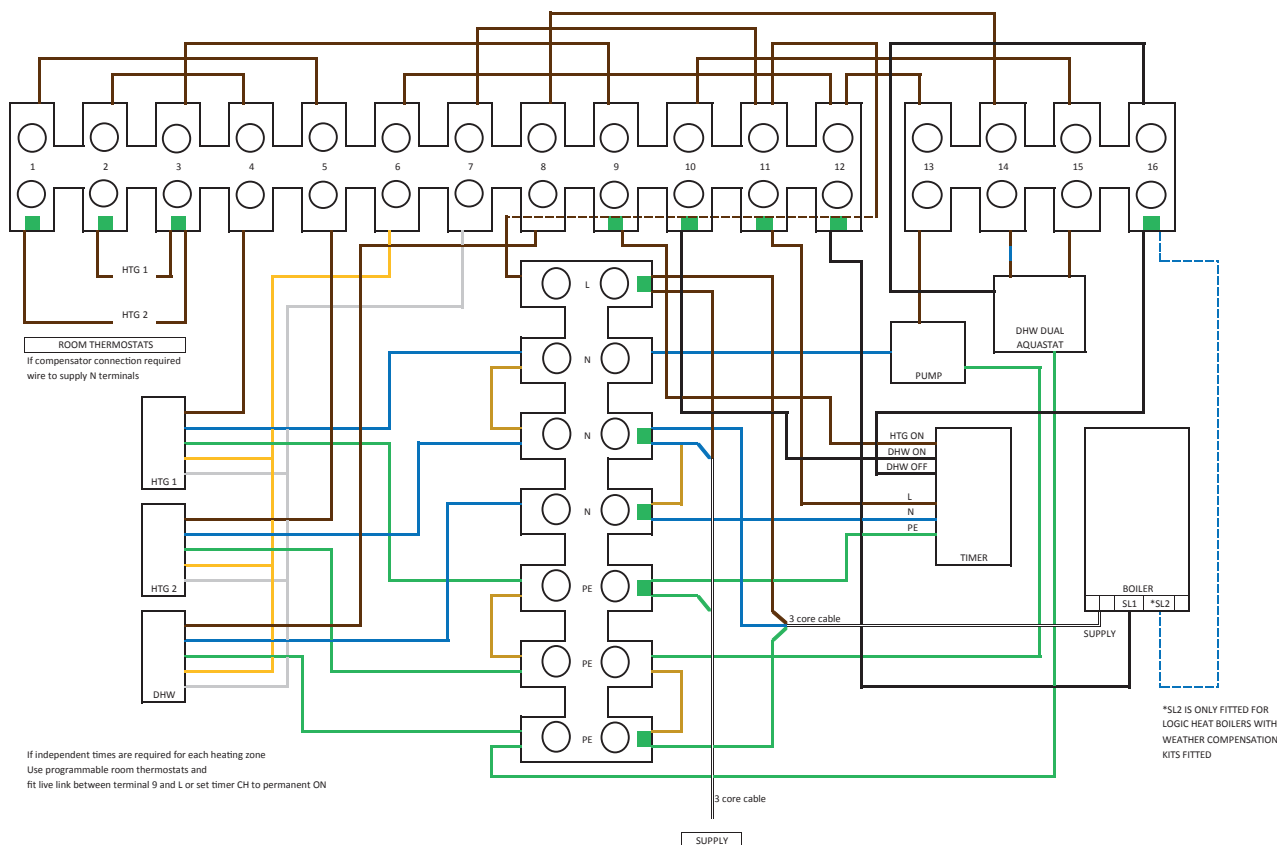 1 2 3 4 5 6 7 8 9 10 11 12 13 14 15 16
HTG 1
HTG 2
ROOM THERMOSTATS
If compensator connection required
wire to supply N terminals
L
N
N
N
PE
PE
PE
PUMP
DHW DUAL
AQUASTAT
HTG 1
HTG 2
DHW
HTG ON
DHW ON
DHW OFF
L
N
PE
TIMER
BOILER
SL1 *SL2
SUPPLY
3 core cable
*SL2 IS ONLY FITTED FOR
LOGIC HEAT BOILERS WITH
WEATHER COMPENSATION
KITS FITTED
If independent times are required for each heating zone
Use programmable room thermostats and
fit live link between terminal 9 and L or set timer CH to permanent ON
3 core cable
SUPPLY